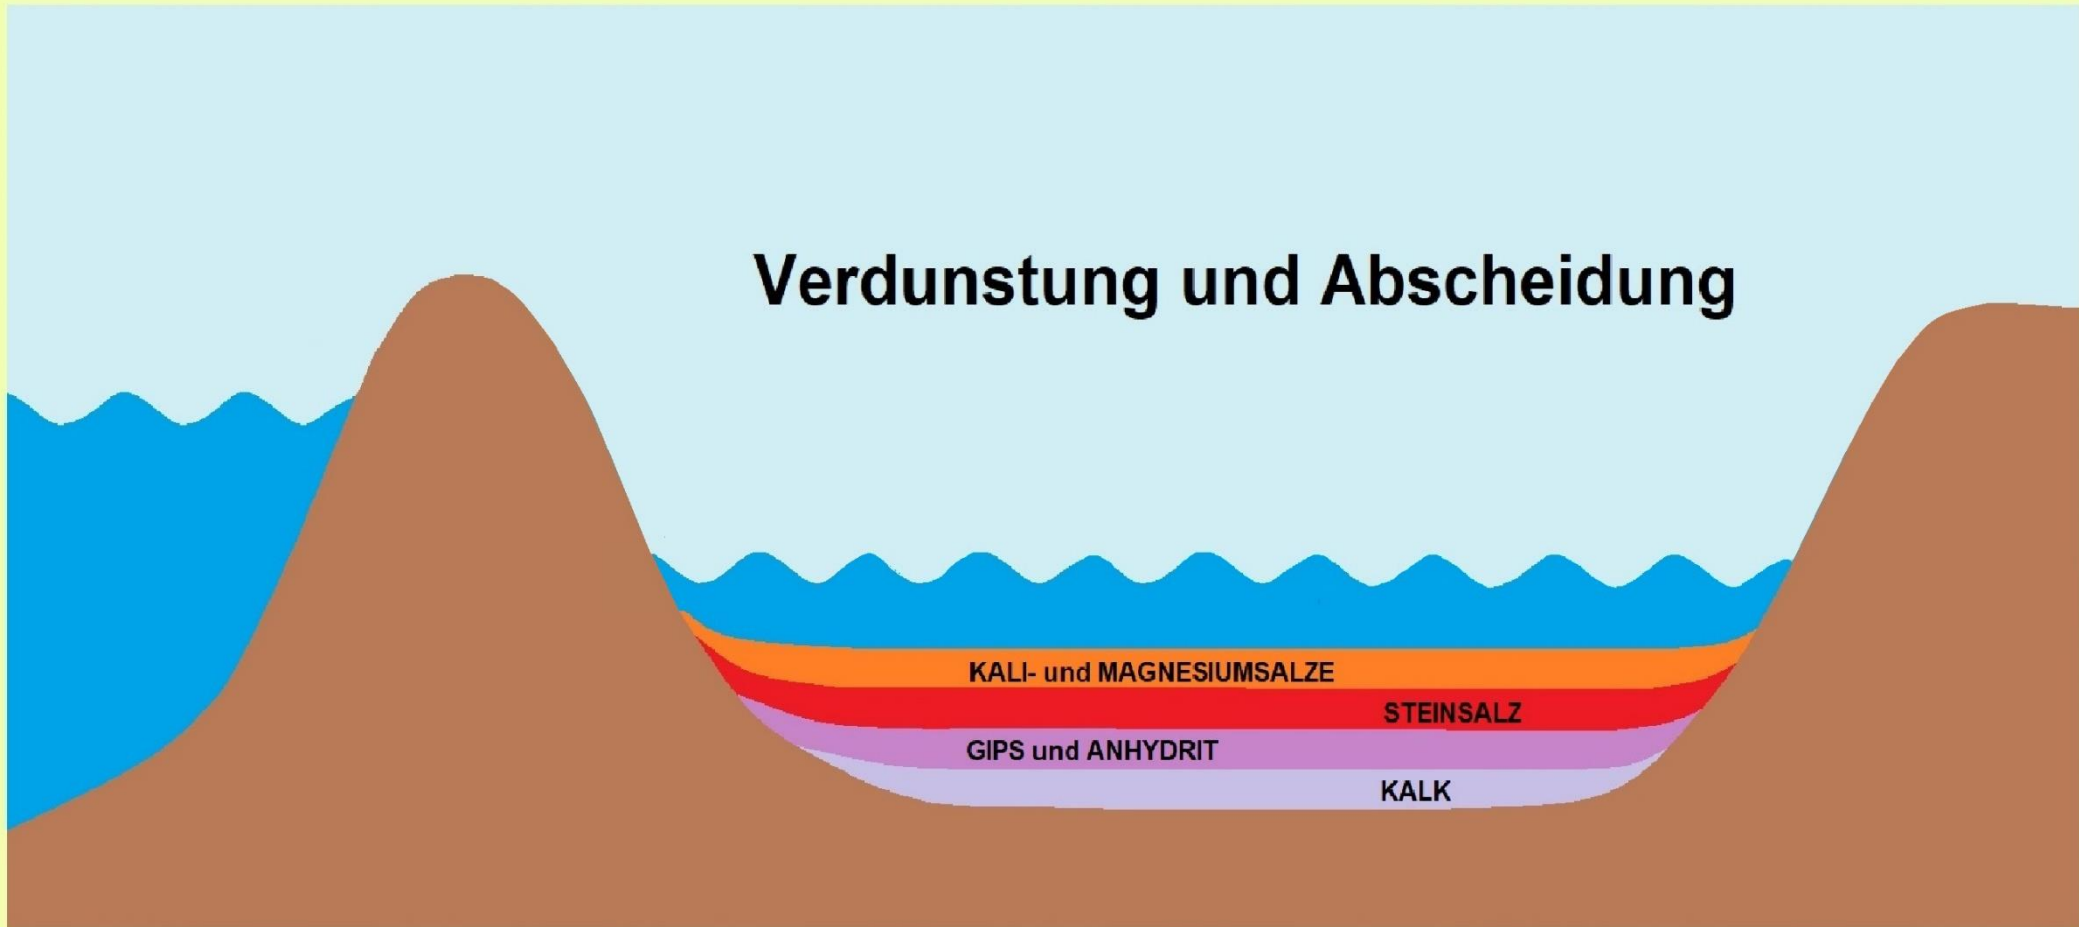 Verdunstung und Abscheidung
KALI- und MAGNESIUMSALZE
STEINSALZ
GIPS und ANHYDRIT
KALK